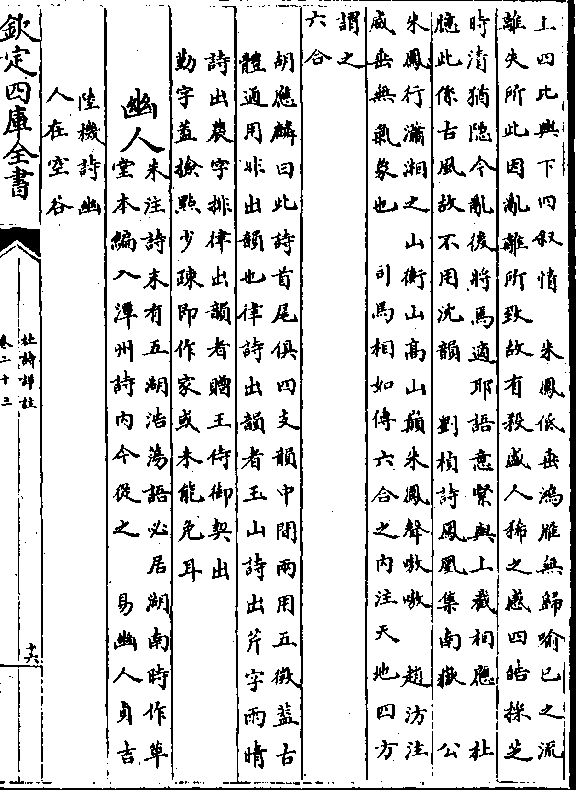 上四比興下四叙情 朱鳳低垂鴻雁無歸喻已之流
離失所此因亂離所致故有殺盛人稀之感四皓採芝
時清猶隐今亂後將焉適耶語意緊與上截相應 杜
臆此係古風故不用沈韻 劉楨詩鳳凰集南嶽 公
朱鳳行瀟湘之山衡山高山巔朱鳳聲嗷嗷 趙汸注
威垂無氣象也 司馬相如傳六合之内注天地四方
謂之
六合
胡應麟曰此詩首尾俱四支韻中間兩用五微蓋古
體通用非出韻也律詩出韻者玉山詩出芹字雨晴
詩出農字排律出韻者贈王侍御契出
勤字蓋撿點少疎即作家或未能免耳
幽人
朱注詩末有五湖浩蕩語必居湖南時作草
堂本編入潭州詩内今從之 易幽人貞吉
陸機詩幽
人在空谷
欽定四庫全書
杜詩詳註
卷二十三
十六